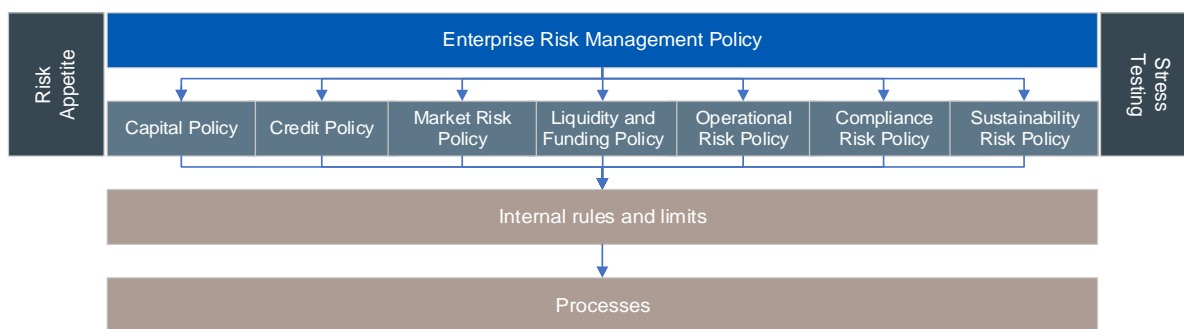 Enterprise Risk Management Policy
Risk
Appetite
Stress
Testing
Capital Policy
Credit Policy
Market Risk
Policy
Liquidity and
Funding Policy
Operational
Risk Policy
Compliance
Risk Policy
Sustainability
Risk Policy
Internal rules and limits
Processes